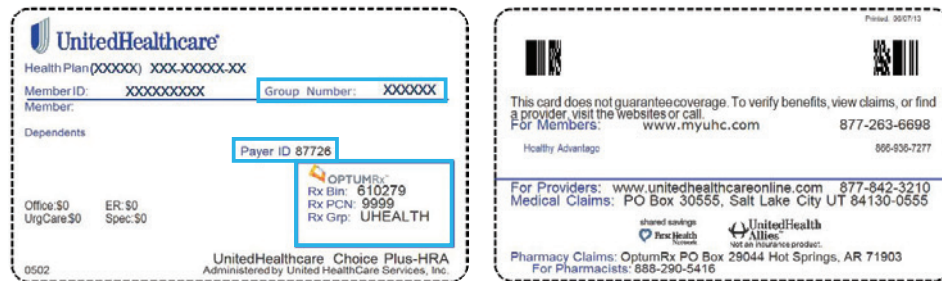 UnitedHealthcare®
Health Plan (XXXXX) XXX-XXXXX-XX
Member ID: XXXXXXXXX Group Number: XXXXXX
Member:
Dependents
Payer ID 87726
OPTUMRx™
Rx Bin: 610279
Rx PCN: 9999
Rx Grp: UHEALTH
Office:$0 ER:$0
UrgCare:$0 Spec:$0
UnitedHealthcare Choice Plus-HRA
0502 Administered by United HealthCare Services, Inc.
Printed: 06/07/13
This card does not guarantee coverage. To verify benefits, view claims, or find
a provider, visit the websites or call.
For Members: www.myuhc.com 877-263-6698
Healthy Advantage 866-936-7277
For Providers: www.unitedhealthcareonline.com 877-842-3210
Medical Claims: PO Box 30555, Salt Lake City UT 84130-0555
shared savings
First Health
Network
UnitedHealth
Allies™
Not an insurance product.
Pharmacy Claims: OptumRx PO Box 29044 Hot Springs, AR 71903
For Pharmacists: 888-290-5416